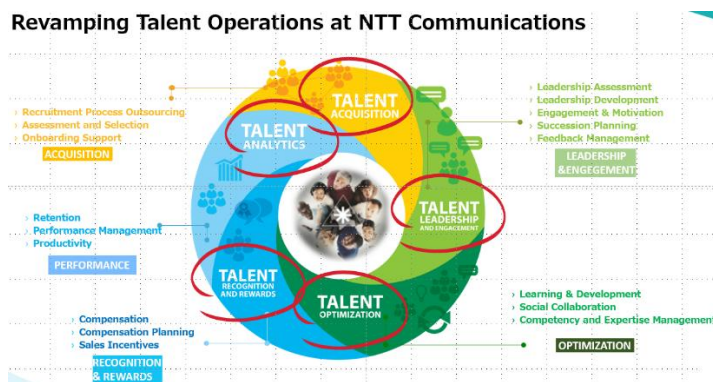 Revamping Talent Operations at NTT Communications
› Recruitment Process Outsourcing
› Assessment and Selection
› Onboarding Support
ACQUISITION
› Retention
› Performance Management
› Productivity
PERFORMANCE
› Compensation
› Compensation Planning
› Sales Incentives
RECOGNITION
& REWARDS
TALENT
ACQUISITION
TALENT
ANALYTICS
TALENT
LEADERSHIP
AND ENGAGEMENT
TALENT
RECOGNITION
AND REWARDS
TALENT
OPTIMIZATION
› Leadership Assessment
› Leadership Development
› Engagement & Motivation
› Succession Planning
› Feedback Management
LEADERSHIP
&ENGEGEMENT
› Learning & Development
› Social Collaboration
› Competency and Expertise Management
OPTIMIZATION